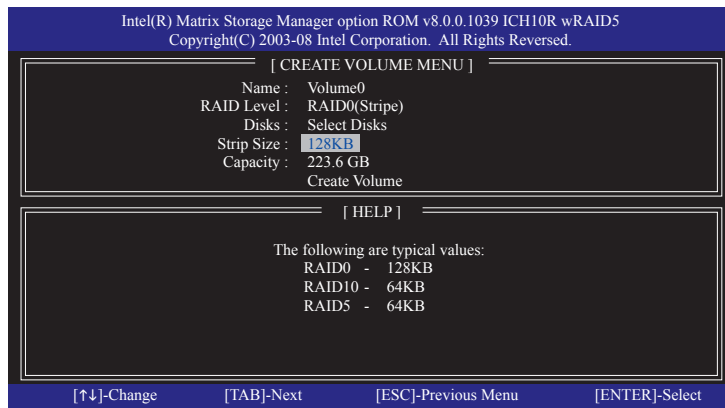 Intel(R) Matrix Storage Manager option ROM v8.0.0.1039 ICH10R wRAID5
Copyright(C) 2003-08 Intel Corporation. All Rights Reversed.
[ CREATE VOLUME MENU ]
Name : Volume0
RAID Level : RAID0(Stripe)
Disks : Select Disks
Strip Size : 128KB
Capacity : 223.6 GB
Create Volume
[ HELP ]
The following are typical values:
RAID0 - 128KB
RAID10 - 64KB
RAID5 - 64KB
[↑↓]-Change [TAB]-Next [ESC]-Previous Menu [ENTER]-Select